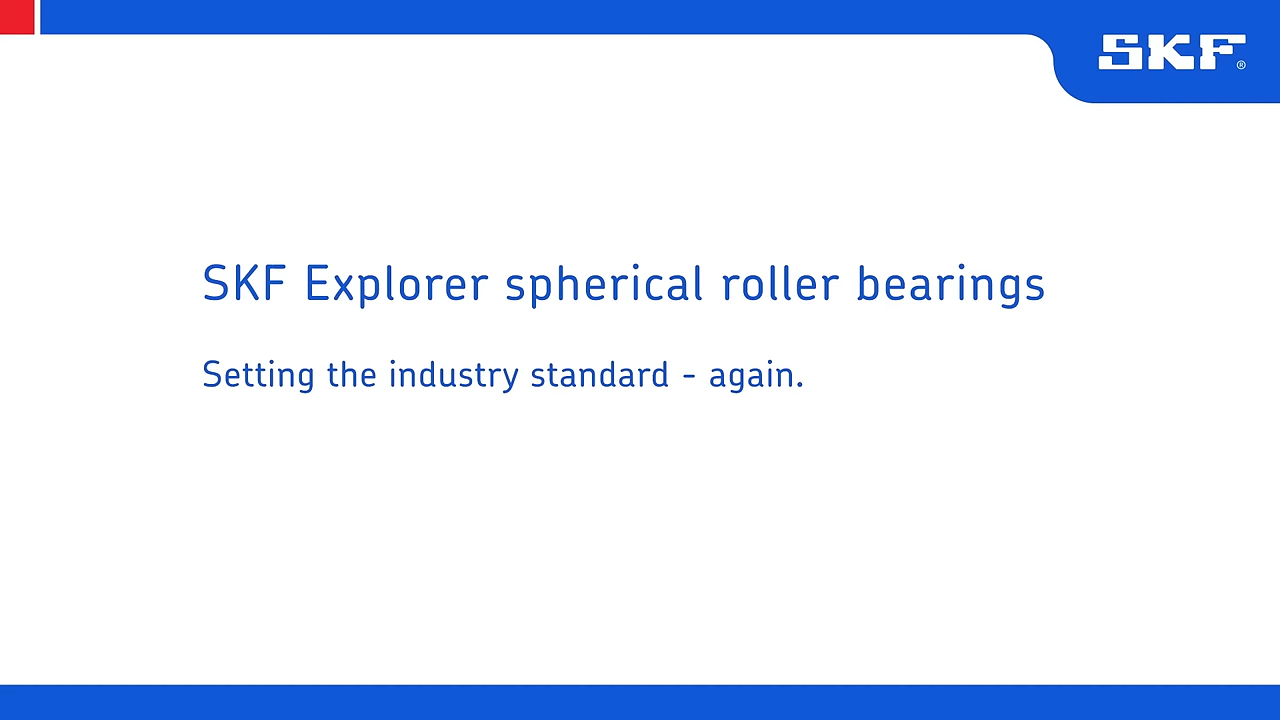 SKF®
SKF Explorer spherical roller bearings
Setting the industry standard - again.